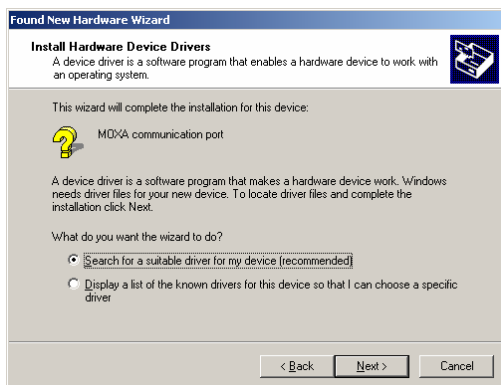 Found New Hardware Wizard
Install Hardware Device Drivers
A device driver is a software program that enables a hardware device to work with
an operating system.
This wizard will complete the installation for this device:
MOXA communication port
A device driver is a software program that makes a hardware device work. Windows
needs driver files for your new device. To locate driver files and complete the
installation click Next.
What do you want the wizard to do?
Search for a suitable driver for my device (recommended)
Display a list of the known drivers for this device so that I can choose a specific
driver
< Back
Next >
Cancel